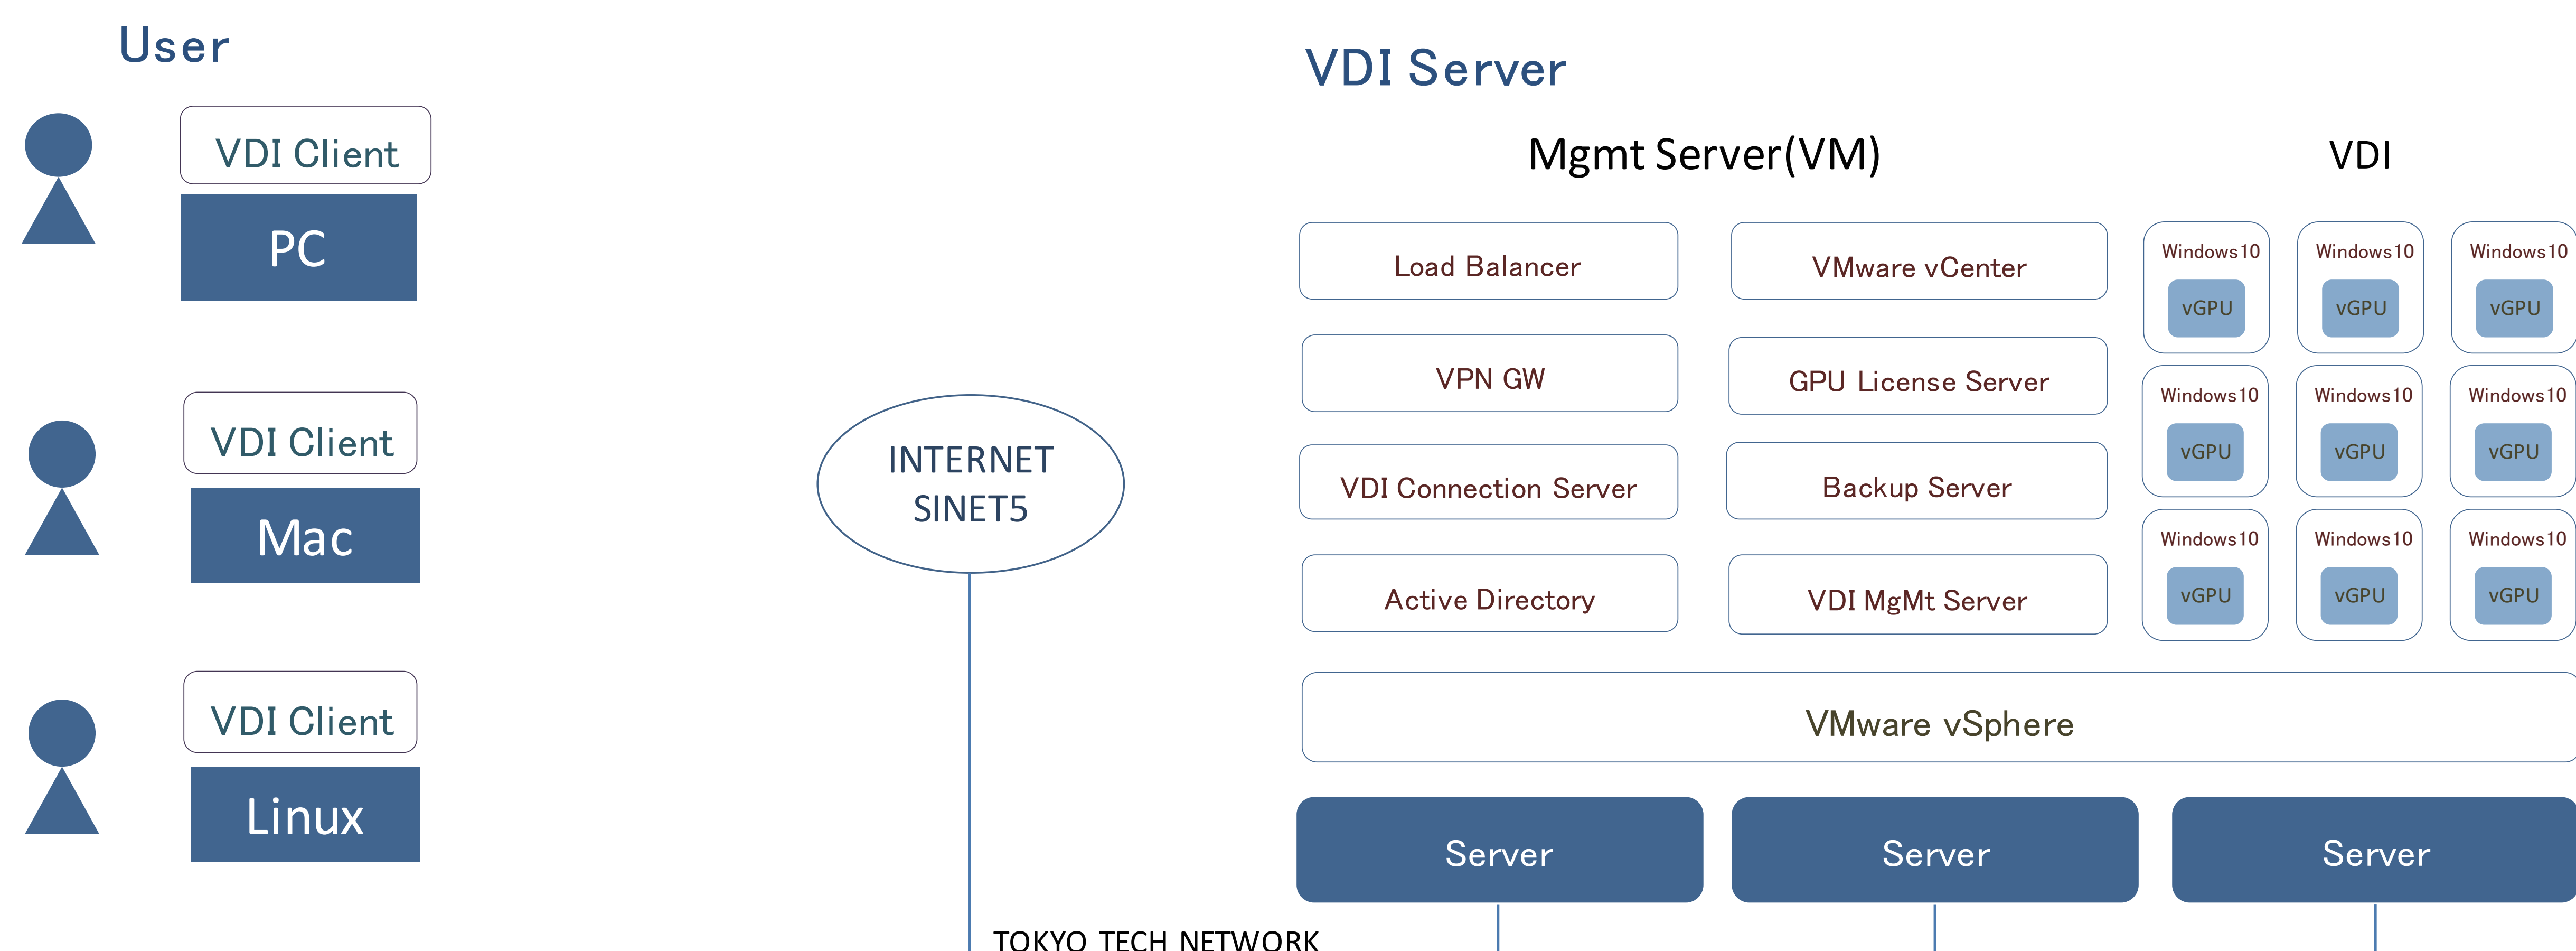 User
VDI Client
PC
VDI Client
Mac
VDI Client
Linux
INTERNET
SINET5
TOKYO TECH NETWORK
VDI Server
Mgmt Server(VM)
Load Balancer
VMware vCenter
VPN GW
GPU License Server
VDI Connection Server
Backup Server
Active Directory
VDI MgMt Server
VDI
Windows10
Windows10
Windows10
vGPU
vGPU
vGPU
Windows10
Windows10
Windows10
vGPU
vGPU
vGPU
Windows10
Windows10
Windows10
vGPU
vGPU
vGPU
VMware vSphere
Server
Server
Server